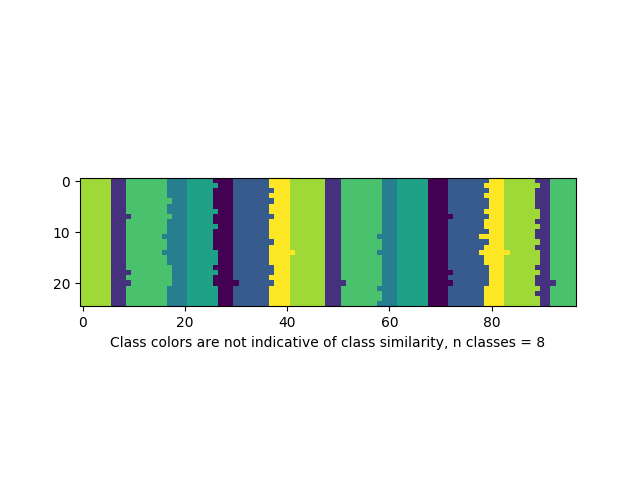 0
10
20
0 20 40 60 80
Class colors are not indicative of class similarity, n classes = 8